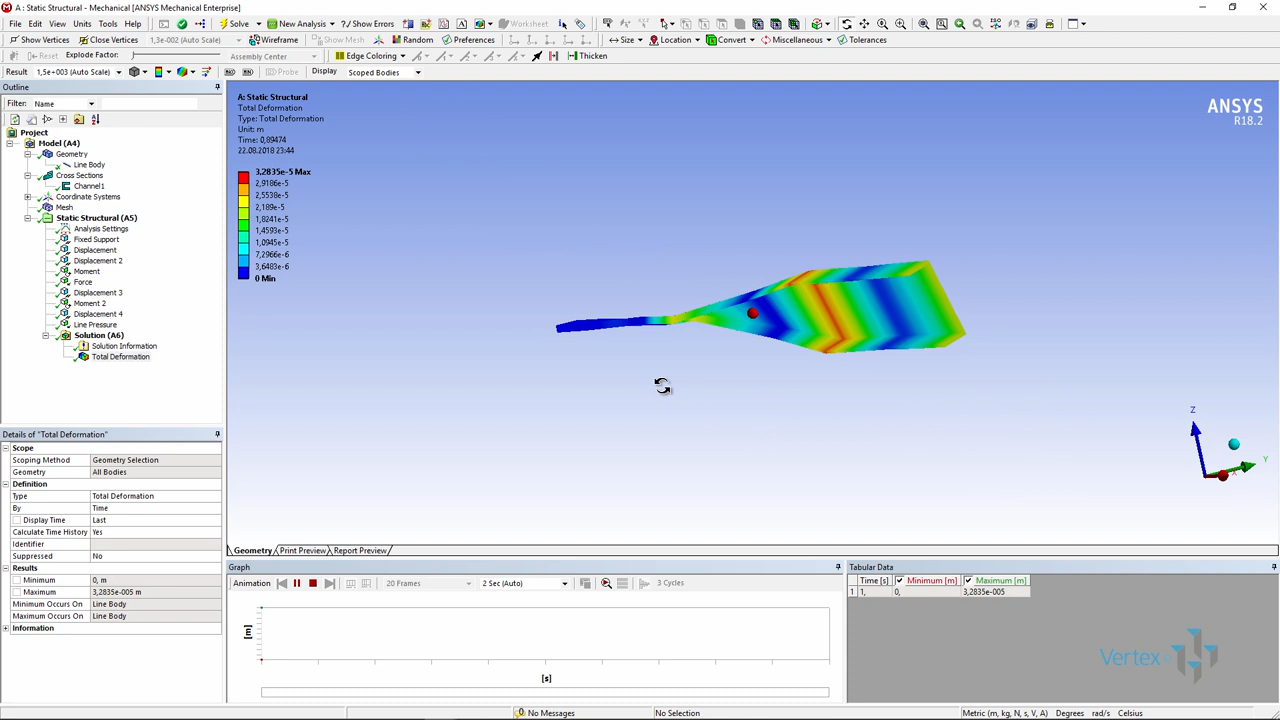 A : Static Structural - Mechanical [ANSYS Mechanical Enterprise]
File Edit View Units Tools Help Solve New Analysis ?/ Show Errors Worksheet
Show Vertices Close Vertices 1,3e-002 (Auto Scale) Wireframe Show Mesh Random Preferences Size Location Convert Miscellaneous Tolerances
Reset Explode Factor: Assembly Center Edge Coloring Thicken
Result 1,5e+003 (Auto Scale) Probe Display Scoped Bodies
Outline
Filter: Name
Project
Model (A4)
Geometry
Line Body
Cross Sections
Channel1
Coordinate Systems
Mesh
Static Structural (A5)
Analysis Settings
Fixed Support
Displacement
Displacement 2
Moment
Force
Displacement 3
Moment 2
Displacement 4
Line Pressure
Solution (A6)
Solution Information
Total Deformation
Details of "Total Deformation"
Scope
Scoping Method Geometry Selection
Geometry All Bodies
Definition
Type Total Deformation
By Time
Display Time Last
Calculate Time History Yes
Identifier
Suppressed No
Results
Minimum 0, m
Maximum 3,2835e-005 m
Minimum Occurs On Line Body
Maximum Occurs On Line Body
Information
A: Static Structural
Total Deformation
Type: Total Deformation
Unit: m
Time: 0,89474
22.08.2018 23:44
3,2835e-5 Max
2,9186e-5
2,5538e-5
2,189e-5
1,8241e-5
1,4593e-5
1,0945e-5
7,2966e-6
3,6483e-6
0 Min
ANSYS
R18.2
Z
Y
X
Geometry Print Preview Report Preview
Graph
Animation 20 Frames 2 Sec (Auto) 3 Cycles
[m]
[s]
Tabular Data
Time [s] Minimum [m] Maximum [m]
1 1, 0, 3,2835e-005
Vertex
No Messages No Selection Metric (m, kg, N, s, V, A) Degrees rad/s Celsius